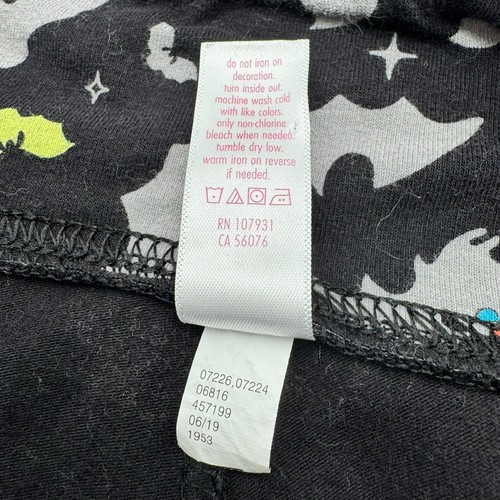 do not iron on
decoration.
turn inside out.
machine wash cold
with like colors.
only non-chlorine
bleach when needed.
tumble dry low.
warm iron on reverse
if needed.
RN 107931
CA 56076
07226,07224
06816
457199
06/19
1953